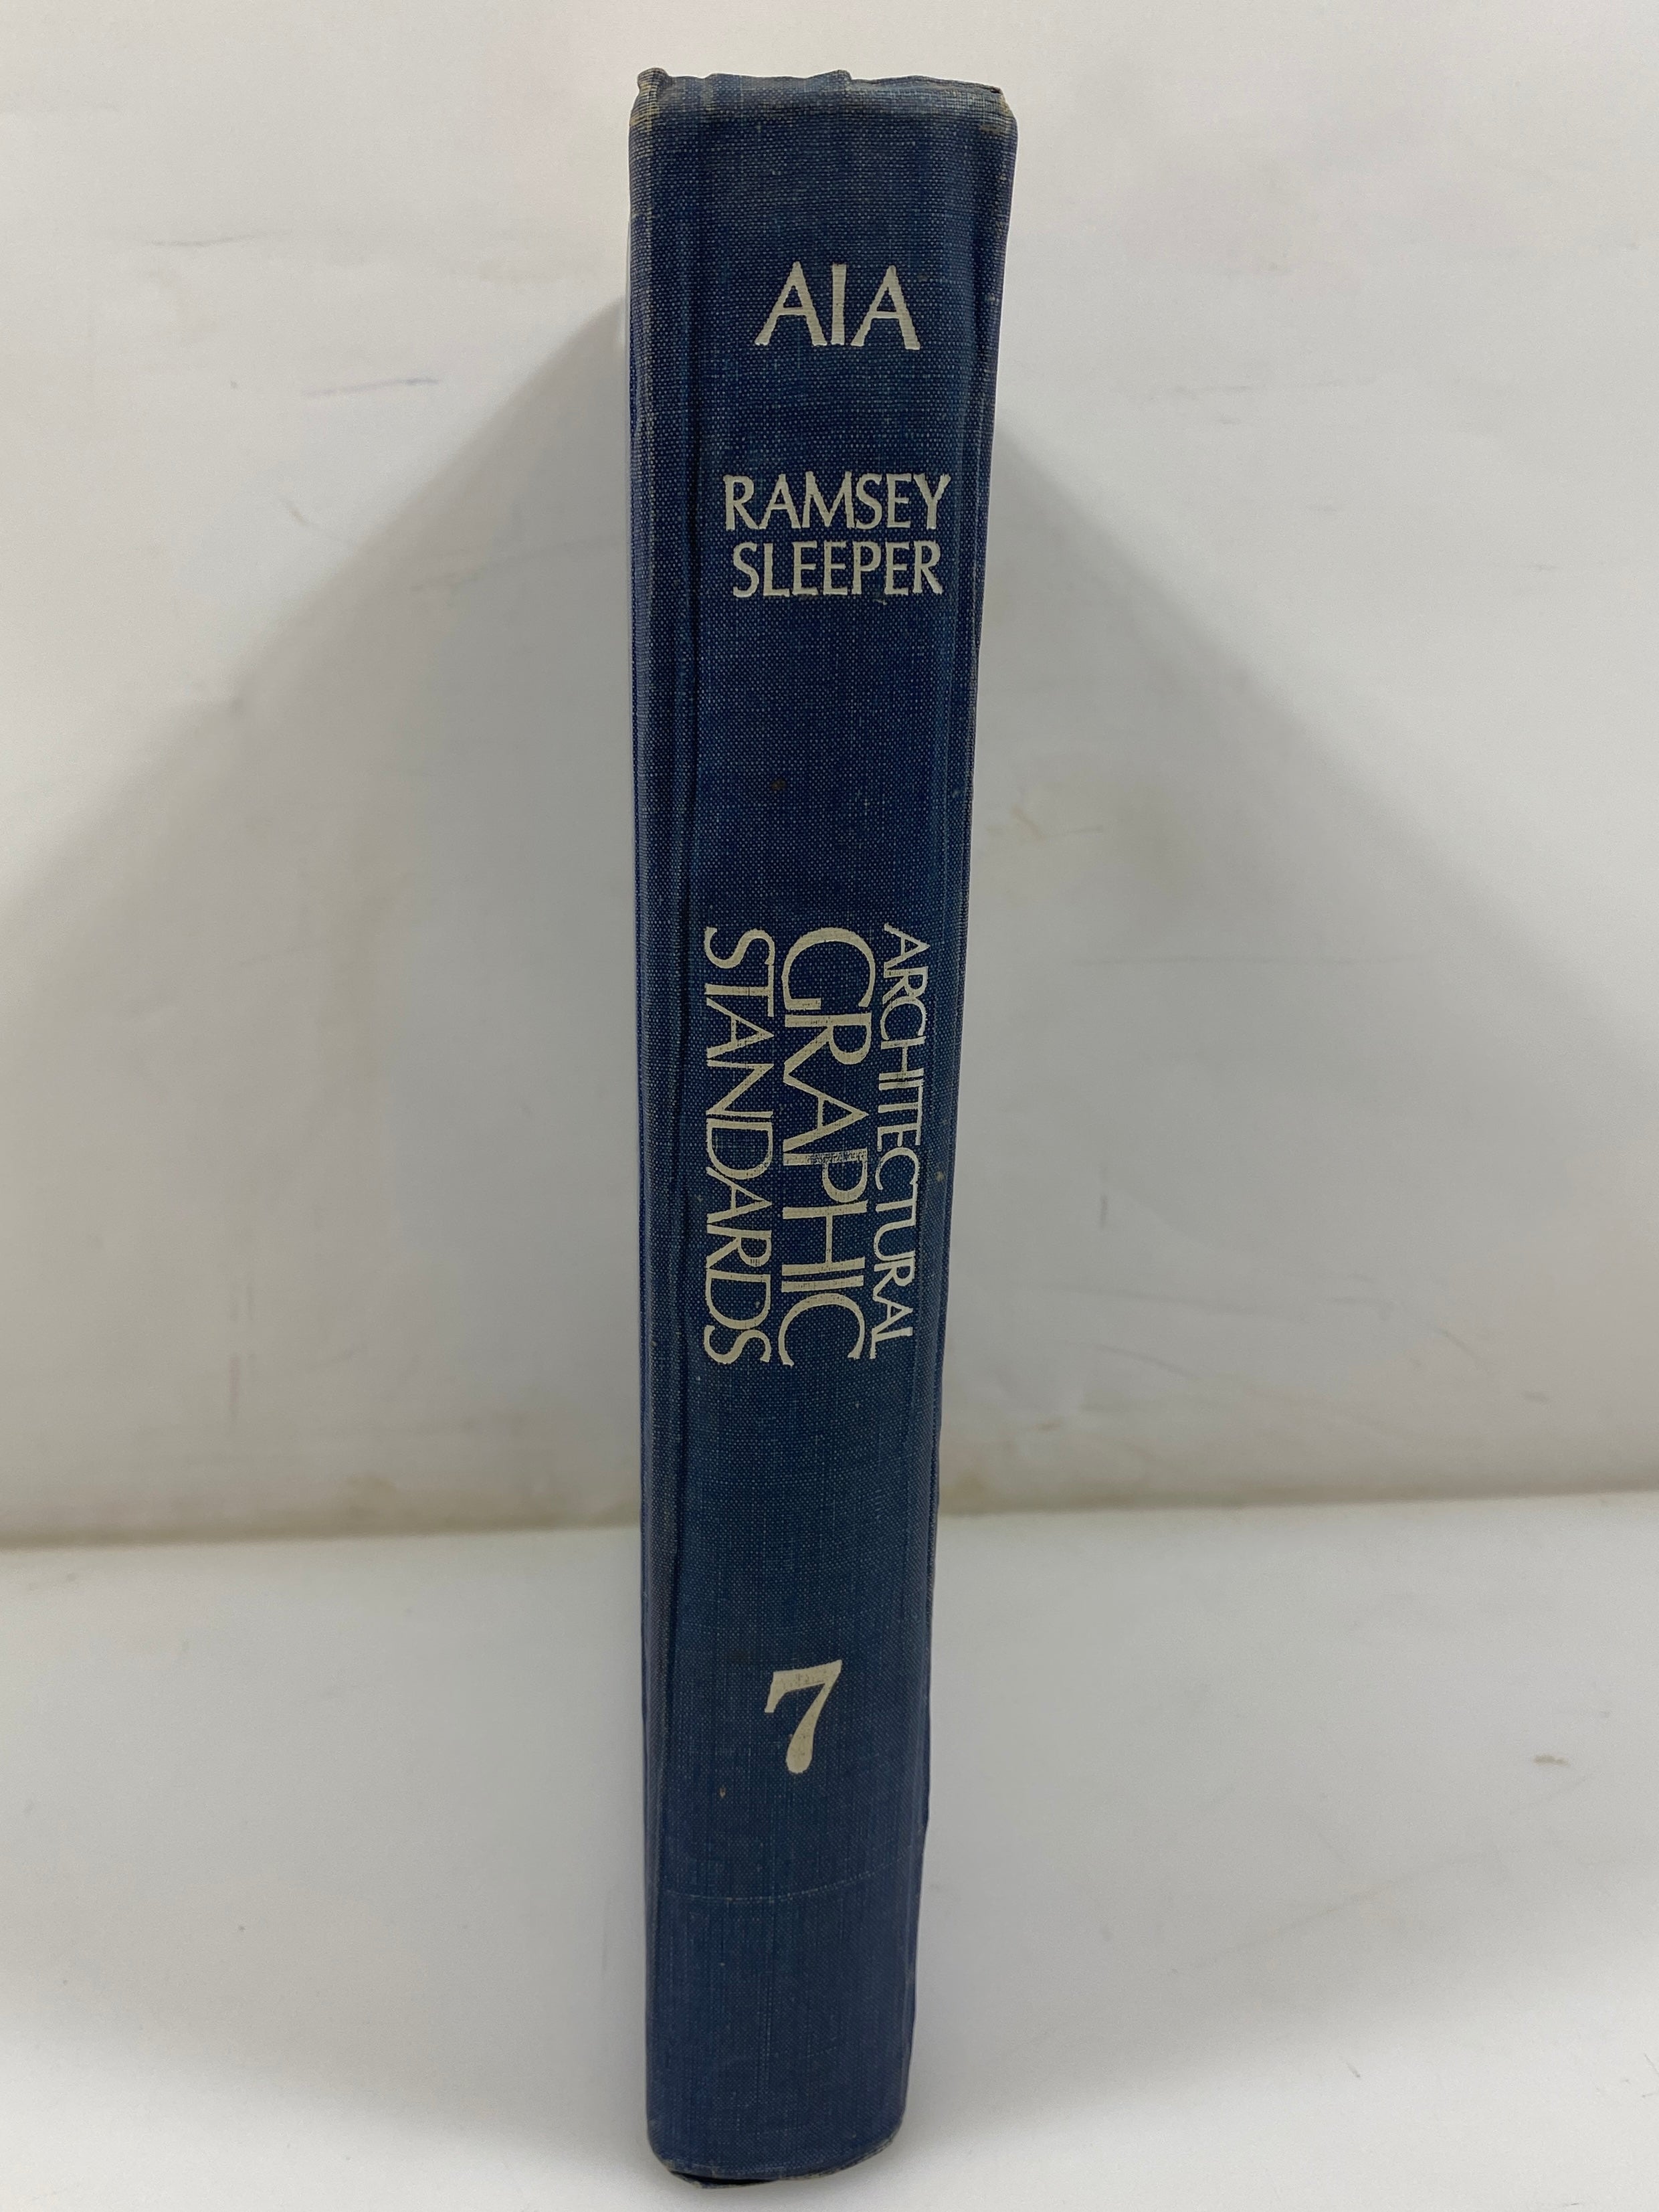 AIA
RAMSEY
SLEEPER
ARCHITECTURAL
GRAPHIC
STANDARDS
7